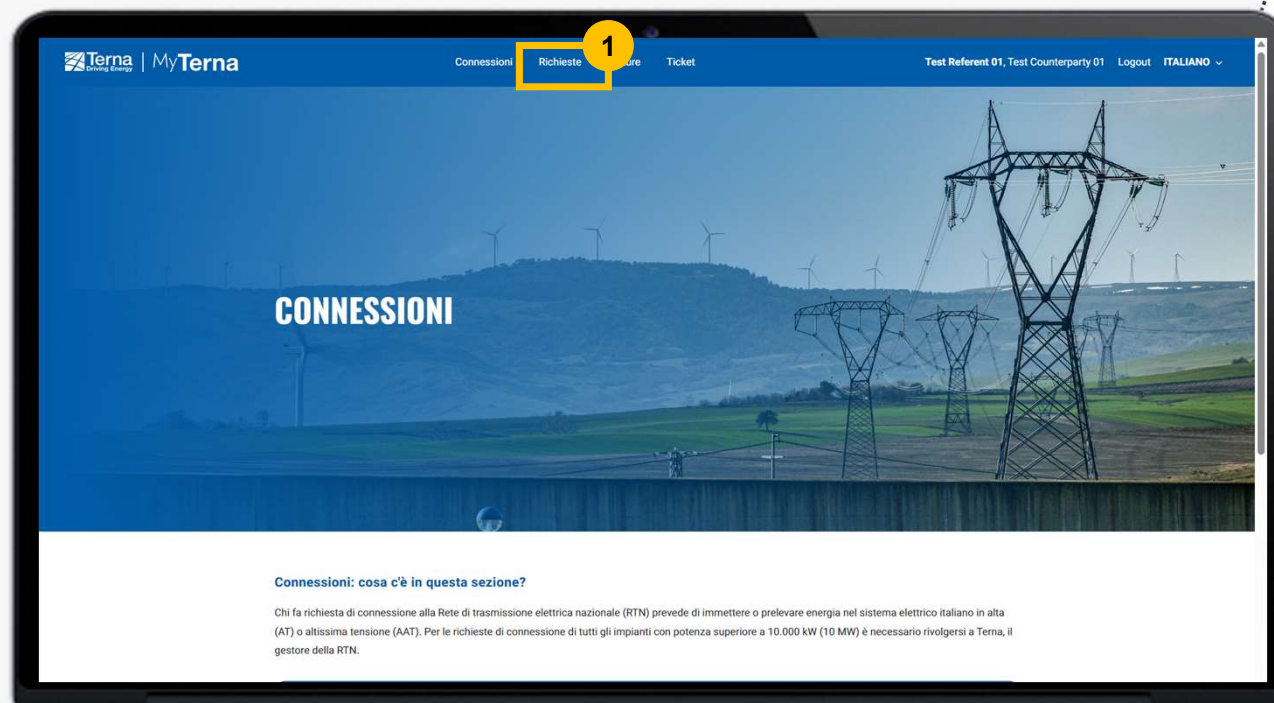 Terna
Driving Energy
MyTerna
Connessioni Richieste Ticket
1
Test Referent 01, Test Counterparty 01 Logout ITALIANO
CONNESSIONI
Connessioni: cosa c'è in questa sezione?
Chi fa richiesta di connessione alla Rete di trasmissione elettrica nazionale (RTN) prevede di immettere o prelevare energia nel sistema elettrico italiano in alta
(AT) o altissima tensione (AAT). Per le richieste di connessione di tutti gli impianti con potenza superiore a 10.000 kW (10 MW) è necessario rivolgersi a Terna, il
gestore della RTN.